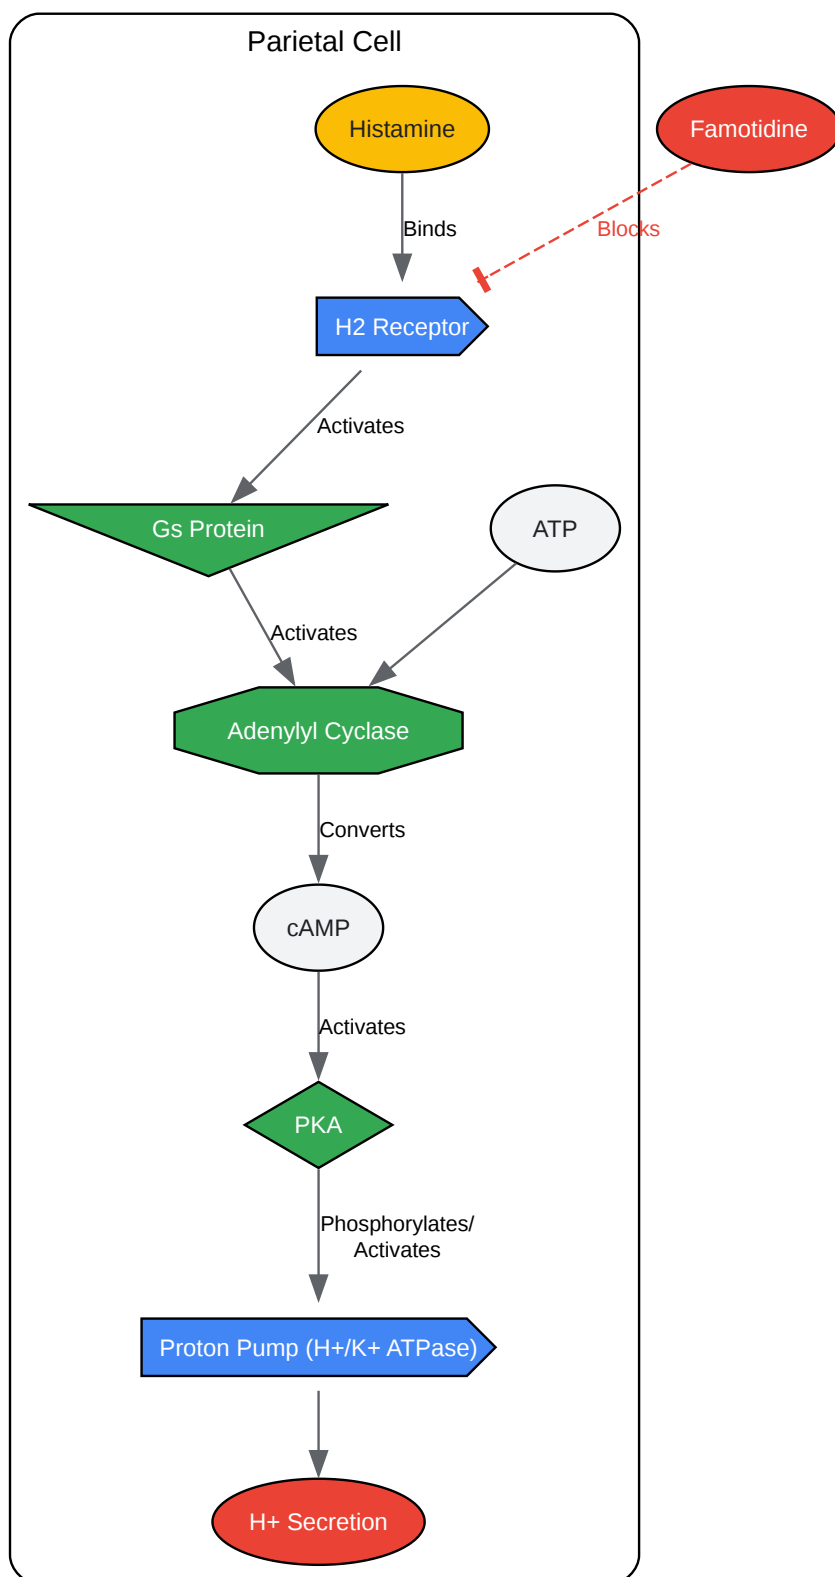 Parietal Cell
Histamine
Famotidine
Binds
Blocks
H2 Receptor
Activates
Gs Protein
ATP
Activates
Adenylyl Cyclase
Converts
cAMP
Activates
PKA
Phosphorylates/
Activates
Proton Pump (H+/K+ ATPase)
H+ Secretion